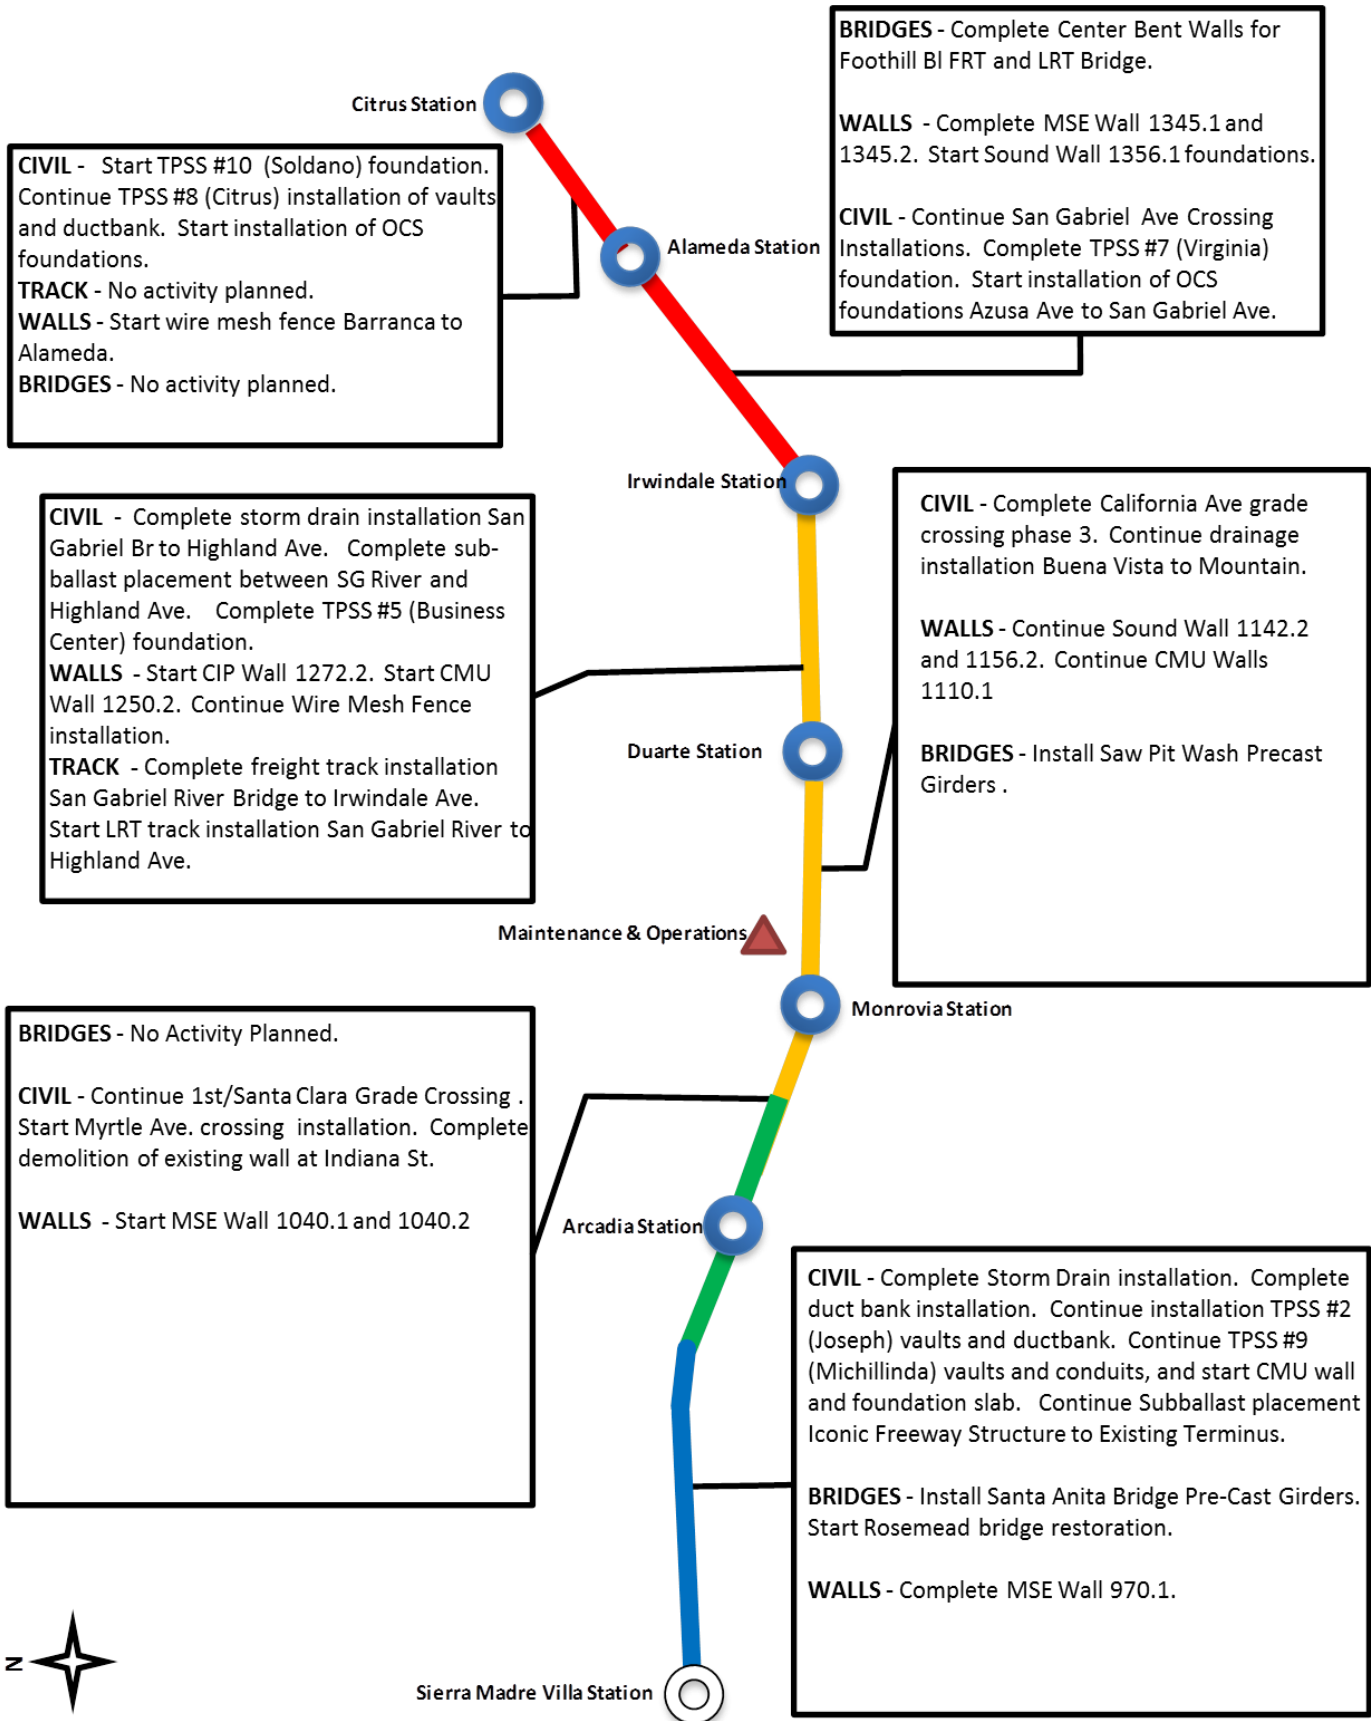 BRIDGES - Complete Center Bent Walls for
Foothill Bl FRT and LRT Bridge.
WALLS - Complete MSE Wall 1345.1 and
1345.2. Start Sound Wall 1356.1 foundations.
CIVIL - Continue San Gabriel Ave Crossing
Installations. Complete TPSS #7 (Virginia)
foundation. Start installation of OCS
foundations Azusa Ave to San Gabriel Ave.
Citrus Station
CIVIL - Start TPSS #10 (Soldano) foundation.
Continue TPSS #8 (Citrus) installation of vaults
and ductbank. Start installation of OCS
foundations.
TRACK - No activity planned.
WALLS - Start wire mesh fence Barranca to
Alameda.
BRIDGES - No activity planned.
Alameda Station
Irwindale Station
CIVIL - Complete storm drain installation San
Gabriel Br to Highland Ave. Complete sub-
ballast placement between SG River and
Highland Ave. Complete TPSS #5 (Business
Center) foundation.
WALLS - Start CIP Wall 1272.2. Start CMU
Wall 1250.2. Continue Wire Mesh Fence
installation.
TRACK - Complete freight track installation
San Gabriel River Bridge to Irwindale Ave.
Start LRT track installation San Gabriel River to
Highland Ave.
CIVIL - Complete California Ave grade
crossing phase 3. Continue drainage
installation Buena Vista to Mountain.
WALLS - Continue Sound Wall 1142.2
and 1156.2. Continue CMU Walls
1110.1
BRIDGES - Install Saw Pit Wash Precast
Girders .
Duarte Station
Maintenance & Operations
Monrovia Station
BRIDGES - No Activity Planned.
CIVIL - Continue 1st/Santa Clara Grade Crossing .
Start Myrtle Ave. crossing installation. Complete
demolition of existing wall at Indiana St.
WALLS - Start MSE Wall 1040.1 and 1040.2
Arcadia Station
CIVIL - Complete Storm Drain installation. Complete
duct bank installation. Continue installation TPSS #2
(Joseph) vaults and ductbank. Continue TPSS #9
(Michillinda) vaults and conduits, and start CMU wall
and foundation slab. Continue Subballast placement
Iconic Freeway Structure to Existing Terminus.
BRIDGES - Install Santa Anita Bridge Pre-Cast Girders.
Start Rosemead bridge restoration.
WALLS - Complete MSE Wall 970.1.
N
Sierra Madre Villa Station